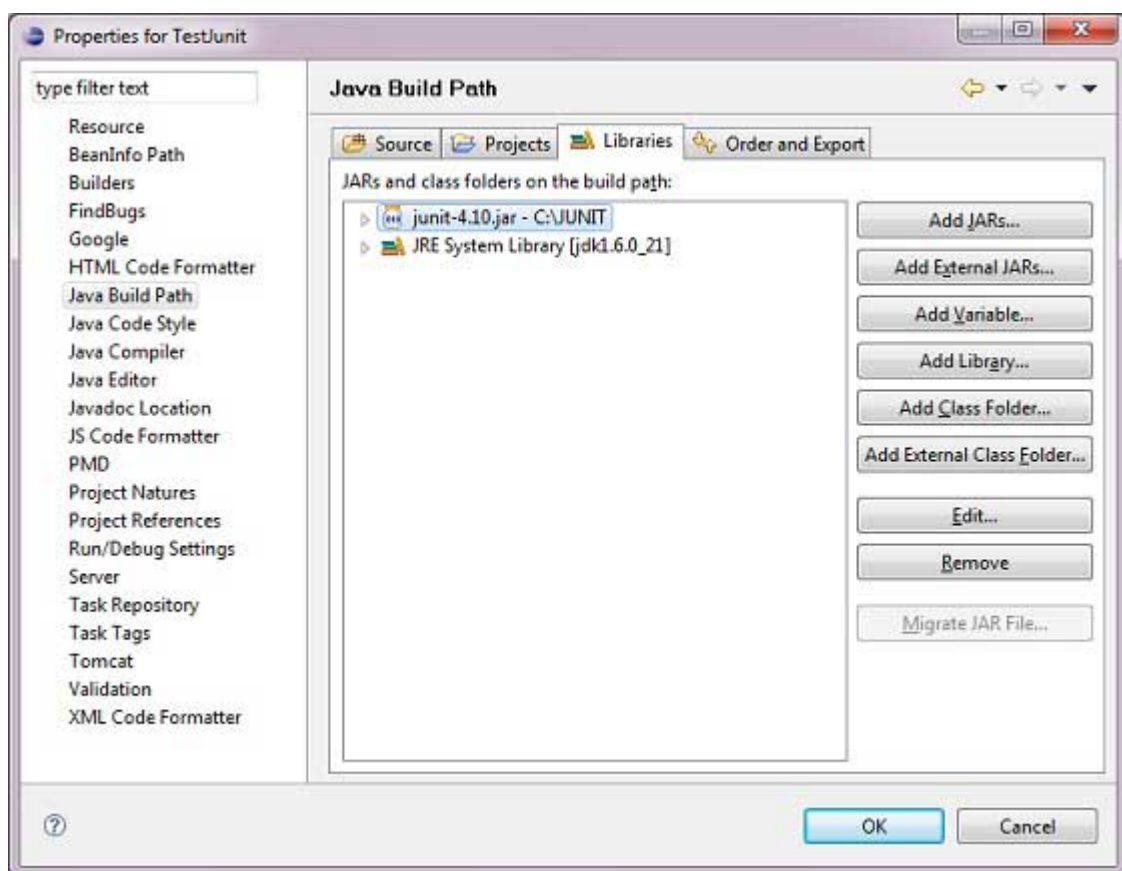 Properties for TestJunit
type filter text
Resource
BeanInfo Path
Builders
FindBugs
Google
HTML Code Formatter
Java Build Path
Java Code Style
Java Compiler
Java Editor
Javadoc Location
JS Code Formatter
PMD
Project Natures
Project References
Run/Debug Settings
Server
Task Repository
Task Tags
Tomcat
Validation
XML Code Formatter
Java Build Path
Source Projects Libraries Order and Export
JARs and class folders on the build path:
junit-4.10.jar - C:\JUNIT
JRE System Library [jdk1.6.0_21]
Add JARs...
Add External JARs...
Add Variable...
Add Library...
Add Class Folder...
Add External Class Folder...
Edit...
Remove
Migrate JAR File...
OK Cancel